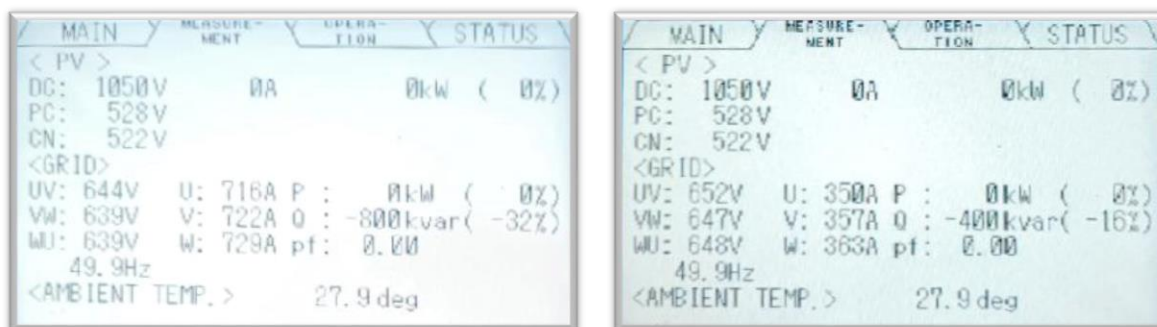 MAIN MEASURE-MENT OPERA-TION STATUS
< PV >
DC: 1050V 0A 0kW ( 0%)
PC: 528V
CN: 522V
<GRID>
UV: 644V U: 716A P : 0kW ( 0%)
VW: 639V V: 722A Q : -800kvar( -32%)
WU: 639V W: 729A pf: 0.00
49.9Hz
<AMBIENT TEMP.> 27.9deg
MAIN MEASURE-MENT OPERA-TION STATUS
< PV >
DC: 1050V 0A 0kW ( 0%)
PC: 528V
CN: 522V
<GRID>
UV: 652V U: 350A P : 0kW ( 0%)
VW: 647V V: 357A Q : -400kvar( -16%)
WU: 648V W: 363A pf: 0.00
49.9Hz
<AMBIENT TEMP.> 27.9deg